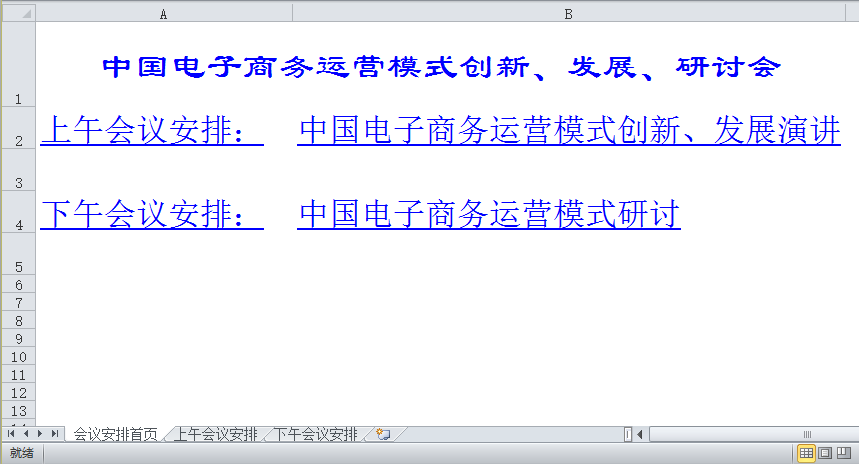 A B
1 中国电子商务运营模式创新、发展、研讨会
2 上午会议安排： 中国电子商务运营模式创新、发展演讲
3
4 下午会议安排： 中国电子商务运营模式研讨
5
6
7
8
9
10
11
12
13
会议安排首页 上午会议安排 下午会议安排
就绪